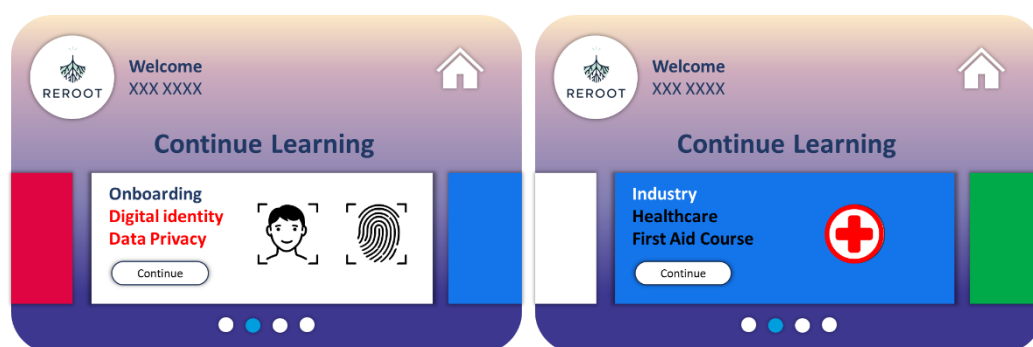 REROOT
Welcome
XXX XXXX
Continue Learning
Onboarding
Digital identity
Data Privacy
Continue
REROOT
Welcome
XXX XXXX
Continue Learning
Industry
Healthcare
First Aid Course
Continue